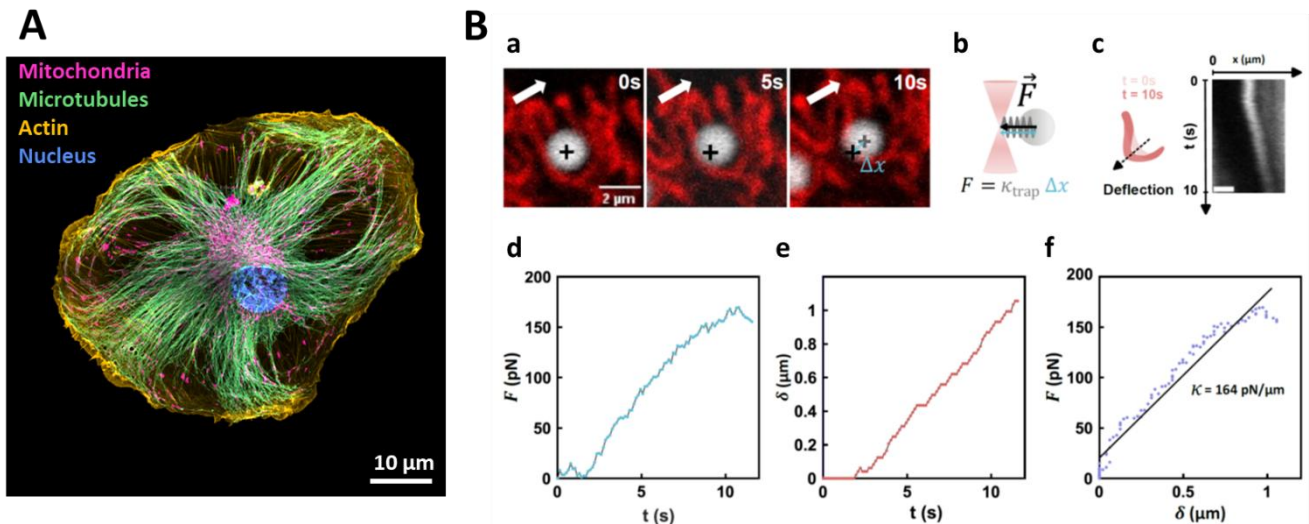 A
Mitochondria
Microtubules
Actin
Nucleus
10 μm
B
a
0s
5s
10s
Δx
2 μm
b
F
F = κtrap Δx
c
0 x (μm)
t = 0s
t = 10s
Deflection
0
t (s)
10
d
200
150
100
50
0
F (pN)
0 5 10
t (s)
e
1
0.8
0.6
0.4
0.2
0
δ (μm)
0 5 10
t (s)
f
200
150
100
50
0
F (pN)
K = 164 pN/μm
0 0.5 1
δ (μm)